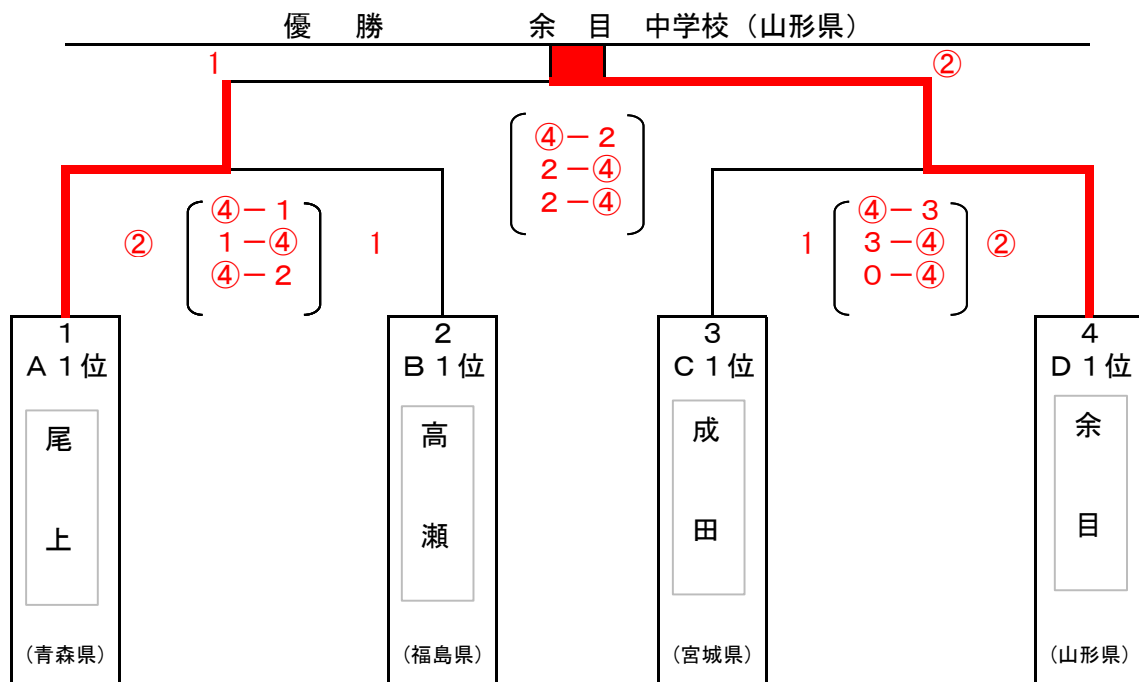 優 勝 余 目 中学校（山形県）
1 ②
④－２
２－④
２－④
② ④－１ 1
１－④
④－２
1 ④－３ ②
３－④
０－④
１ ２ ３ ４
Ａ１位 Ｂ１位 Ｃ１位 Ｄ１位
尾上 高瀬 成田 余目
（青森県） （福島県） （宮城県） （山形県）